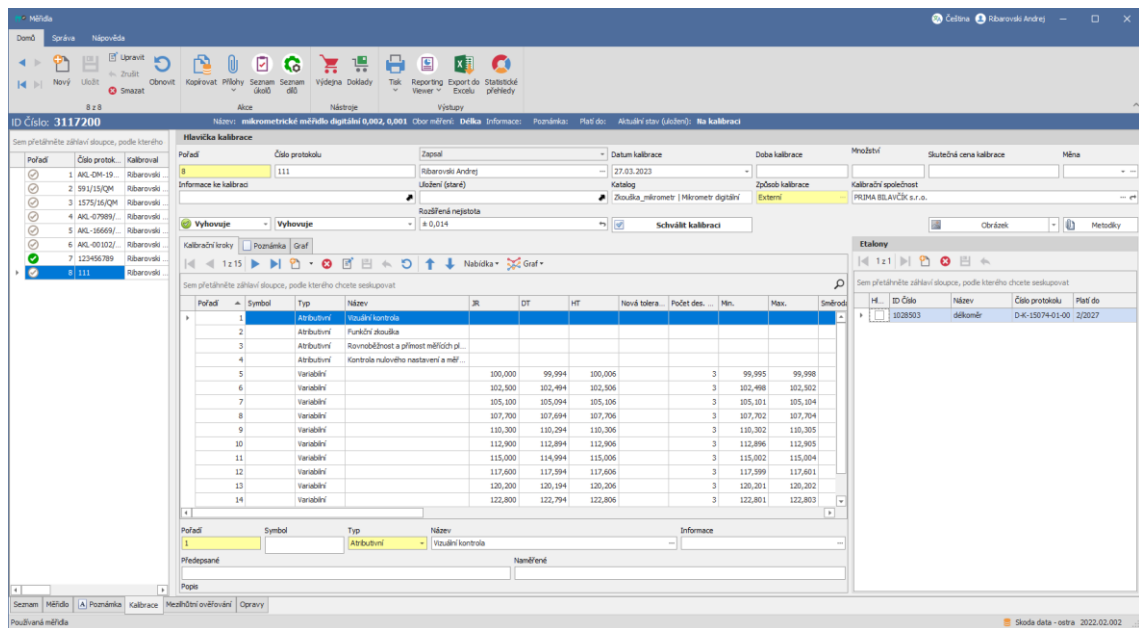 Měřidla Čeština Ribarovski Andrej
Domů Správa Nápověda
Nový Uložit Upravit Zrušit Smazat Obnovit Kopírovat Přílohy Seznam úkolů Seznam dílů Výdejna Doklady Tisk Reporting Viewer Export do Excelu Statistické přehledy
8 z 8 Akce Nástroje Výstupy
ID Číslo: 3117200 Název: mikrometrické měřidlo digitální 0,002, 0,001 Obor měření: Délka Informace: Poznámka: Platí do: Aktuální stav (uložení): Na kalibraci
Sem přetáhněte záhlaví sloupce, podle kterého
Pořadí Číslo protok... Kalibroval
1 AKL-DM-19... Ribarovski ...
2 591/15/QM Ribarovski ...
3 1575/16/QM Ribarovski ...
4 AKL-07989/... Ribarovski ...
5 AKL-16669/... Ribarovski ...
6 AKL-00102/... Ribarovski ...
7 123456789 Ribarovski ...
8 111 Ribarovski ...
Hlavička kalibrace
Pořadí Číslo protokolu Zapsal Datum kalibrace Doba kalibrace Množství Skutečná cena kalibrace Měna
8 111 Ribarovski Andrej 27.03.2023
Informace ke kalibraci Uložení (staré) Katalog Způsob kalibrace Kalibrační společnost
Zkouška_mikrometr | Mikrometr digitální Externí PRIMA BILAVČÍK s.r.o.
Rozšířená nejistota
Vyhovuje Vyhovuje ± 0,014 Schválit kalibraci Obrázek Metodiky
Kalibrační kroky Poznámka Graf
1 z 15 Nabídka Graf
Sem přetáhněte záhlaví sloupce, podle kterého chcete seskupovat
Pořadí Symbol Typ Název JR DT HT Nová tolera... Počet des. ... Min. Max. Směrod
1 Atributivní Vizuální kontrola
2 Atributivní Funkční zkouška
3 Atributivní Rovnoběžnost a přímost měřících pl...
4 Atributivní Kontrola nulového nastavení a měř...
5 Variabilní 100,000 99,994 100,006 3 99,995 99,998
6 Variabilní 102,500 102,494 102,506 3 102,498 102,502
7 Variabilní 105,100 105,094 105,106 3 105,101 105,104
8 Variabilní 107,700 107,694 107,706 3 107,702 107,704
9 Variabilní 110,300 110,294 110,306 3 110,302 110,305
10 Variabilní 112,900 112,894 112,906 3 112,896 112,905
11 Variabilní 115,000 114,994 115,006 3 115,002 115,004
12 Variabilní 117,600 117,594 117,606 3 117,599 117,601
13 Variabilní 120,200 120,194 120,206 3 120,201 120,202
14 Variabilní 122,800 122,794 122,806 3 122,801 122,803
Pořadí Symbol Typ Název Informace
1 Atributivní Vizuální kontrola
Předepsané Naměřené
Popis
Etalony
1 z 1
Sem přetáhněte záhlaví sloupce, podle kterého chcete seskupovat
Hl... ID Číslo Název Číslo protokolu Platí do
1028503 délkoměr D-K-15074-01-00 2/2027
Seznam Měřidlo A Poznámka Kalibrace Mezilhůtní ověřování Opravy
Používaná měřidla Skoda data - ostra 2022.02.002